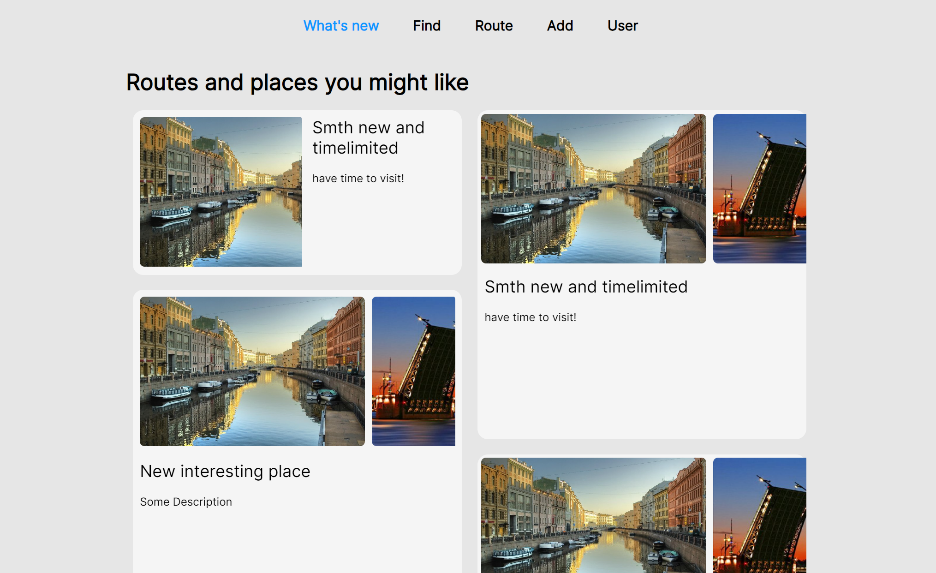 What's new Find Route Add User
Routes and places you might like
Smth new and
timelimited
have time to visit!
New interesting place
Some Description
Smth new and timelimited
have time to visit!